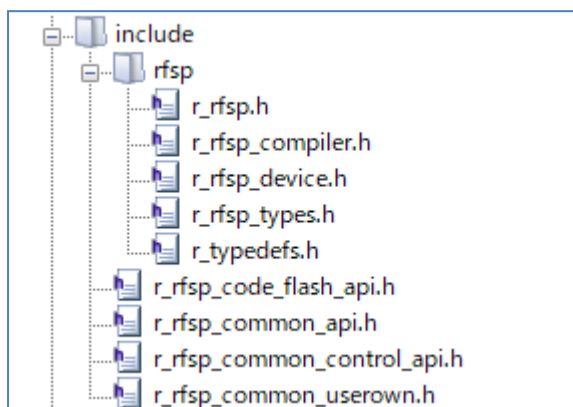 include
rfsp
r_rfsp.h
r_rfsp_compiler.h
r_rfsp_device.h
r_rfsp_types.h
r_typedefs.h
r_rfsp_code_flash_api.h
r_rfsp_common_api.h
r_rfsp_common_control_api.h
r_rfsp_common_userown.h